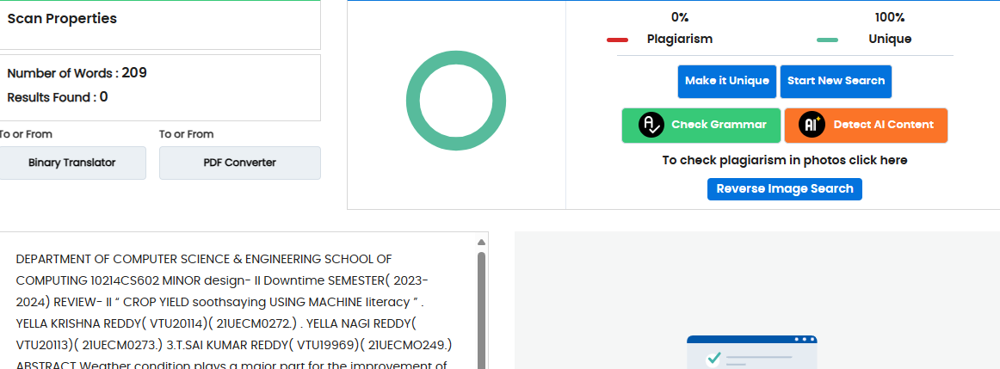 Scan Properties
Number of Words : 209
Results Found : 0
To or From
To or From
Binary Translator
PDF Converter
0%
100%
Plagiarism
Unique
Make it Unique
Start New Search
Check Grammar
AI
Detect AI Content
To check plagiarism in photos click here
Reverse Image Search
DEPARTMENT OF COMPUTER SCIENCE & ENGINEERING SCHOOL OF
COMPUTING 10214CS602 MINOR design- II Downtime SEMESTER( 2023-
2024) REVIEW- II “ CROP YIELD soothsaying USING MACHINE literacy ” .
YELLA KRISHNA REDDY( VTU20114)( 21UECM0272.) . YELLA NAGI REDDY(
VTU20113)( 21UECM0273.) 3.T.SAI KUMAR REDDY( VTU19969)( 21UECMO249.)
ABSTRACT Weather condition plays a major part for the improvement of